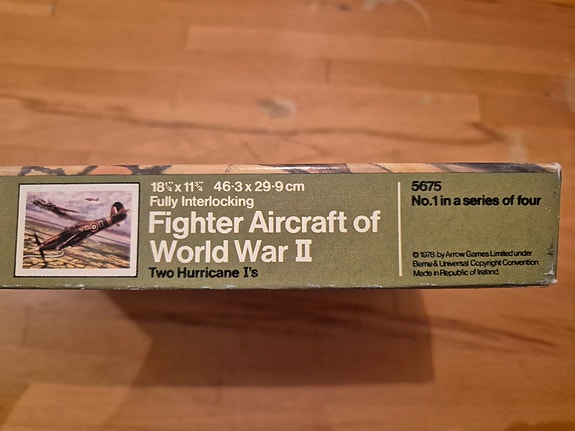 18¼ x 11¾ 46·3 x 29·9 cm
Fully Interlocking
Fighter Aircraft of
World War II
Two Hurricane I's
5675
No.1 in a series of four
© 1978 by Arrow Games Limited under
Berne & Universal Copyright Convention
Made in Republic of Ireland.